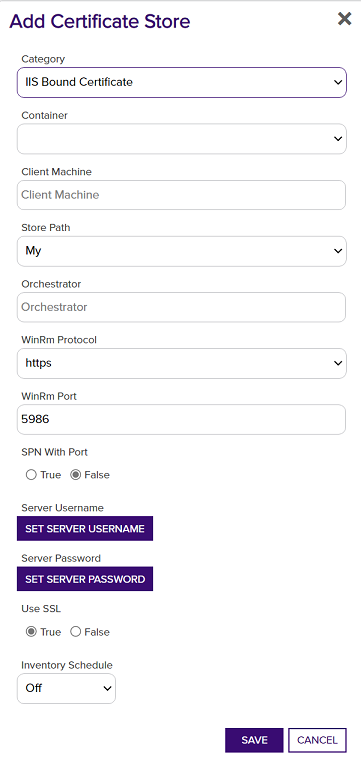 Add Certificate Store
Category
IIS Bound Certificate
Container
Client Machine
Client Machine
Store Path
My
Orchestrator
Orchestrator
WinRm Protocol
https
WinRm Port
5986
SPN With Port
True False
Server Username
SET SERVER USERNAME
Server Password
SET SERVER PASSWORD
Use SSL
True False
Inventory Schedule
Off
SAVE CANCEL